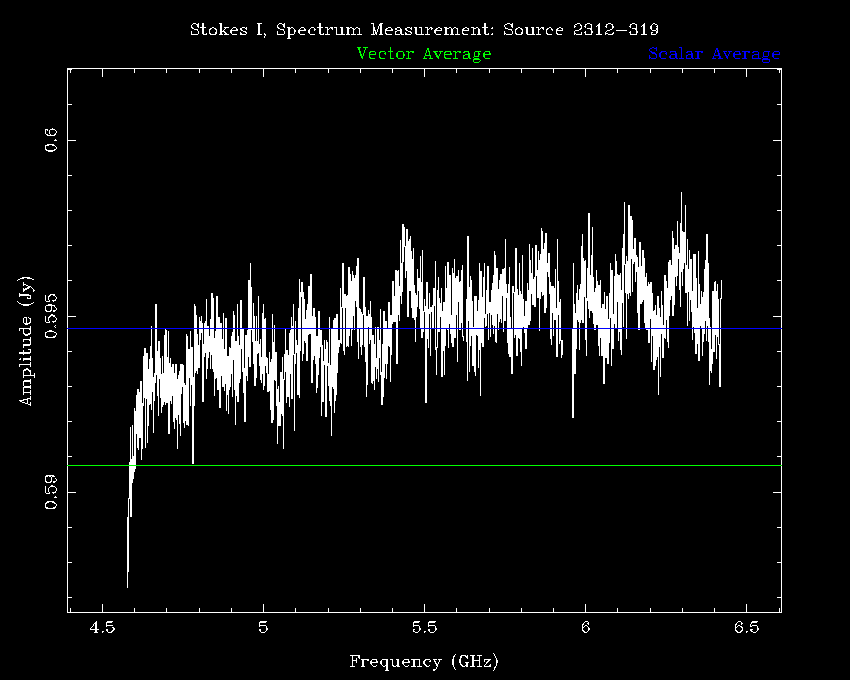 Stokes I, Spectrum Measurement: Source 2312−319
Vector Average
Scalar Average
0.6
0.595
0.59
Amplitude (Jy)
4.5 5 5.5 6 6.5
Frequency (GHz)